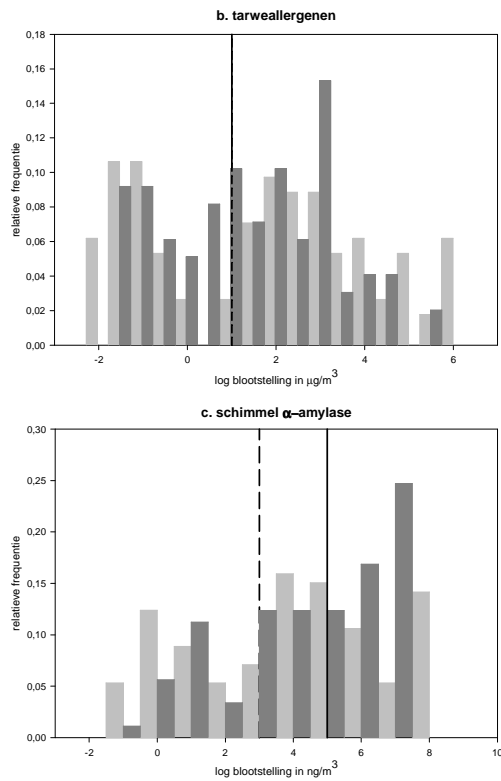 b. tarweallergenen
0,18
0,16
0,14
0,12
0,10
0,08
0,06
0,04
0,02
0,00
relatieve frequentie
-2 0 2 4 6
log blootstelling in µg/m³
c. schimmel α–amylase
0,30
0,25
0,20
0,15
0,10
0,05
0,00
relatieve frequentie
-2 0 2 4 6 8 10
log blootstelling in ng/m³